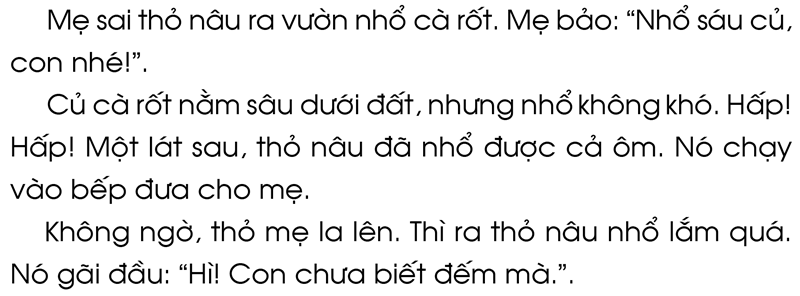 Mẹ sai thỏ nâu ra vườn nhổ cà rốt. Mẹ bảo: “Nhổ sáu củ,
con nhé!”.
Củ cà rốt nằm sâu dưới đất, nhưng nhổ không khó. Hấp!
Hấp! Một lát sau, thỏ nâu đã nhổ được cả ôm. Nó chạy
vào bếp đưa cho mẹ.
Không ngờ, thỏ mẹ la lên. Thì ra thỏ nâu nhổ lắm quá.
Nó gãi đầu: “Hì! Con chưa biết đếm mà.”.